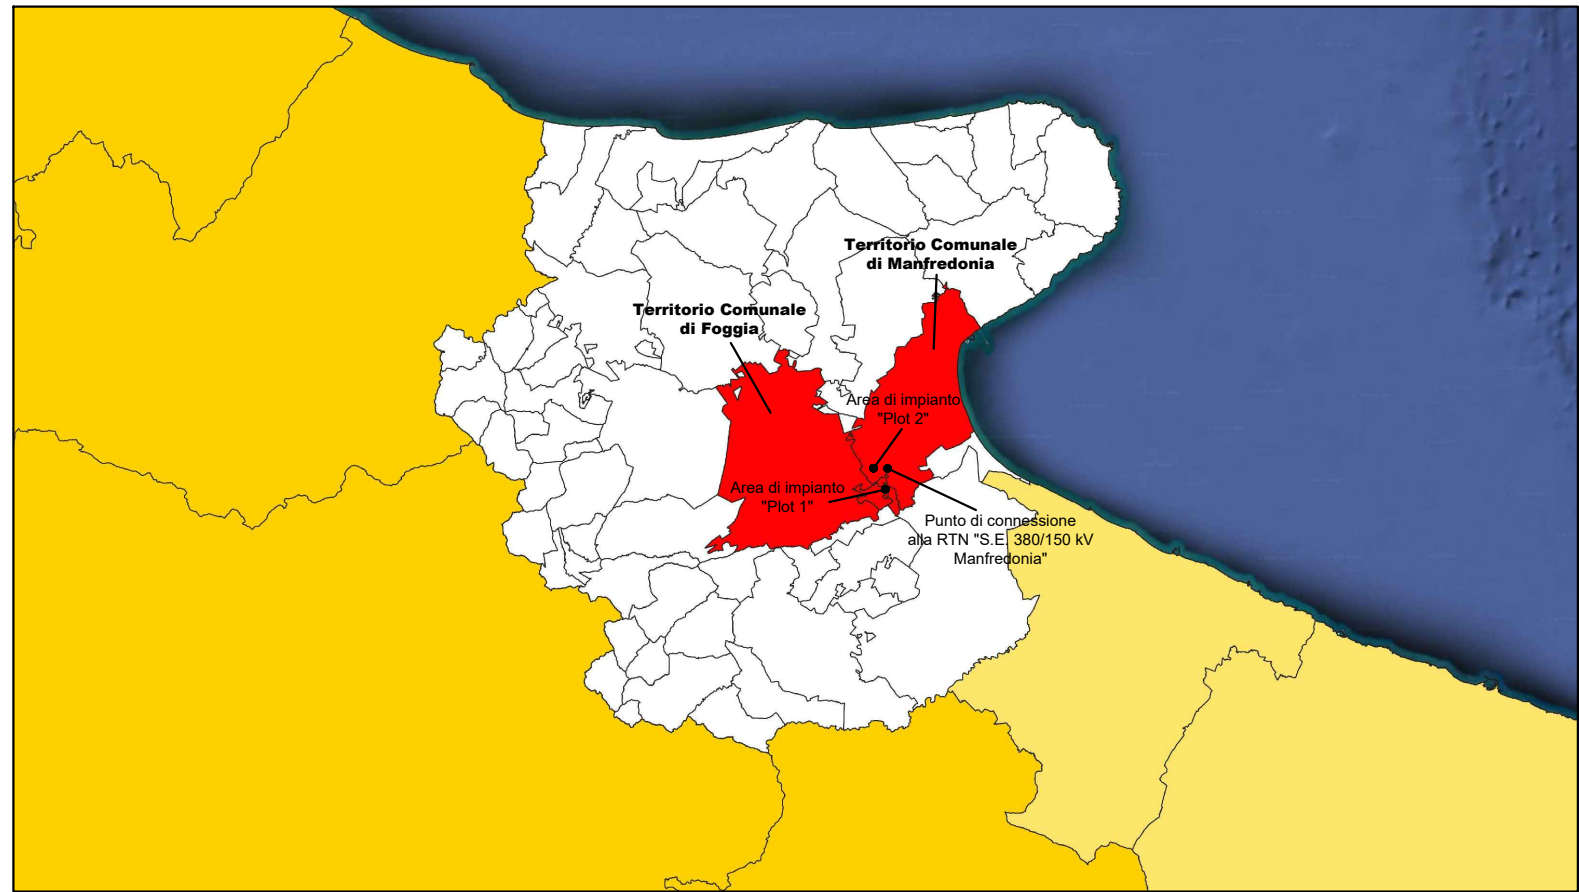 Territorio Comunale
di Manfredonia
Territorio Comunale
di Foggia
Area di impianto
"Plot 2"
Area di impianto
"Plot 1"
Punto di connessione
alla RTN "S.E. 380/150 kV
Manfredonia"